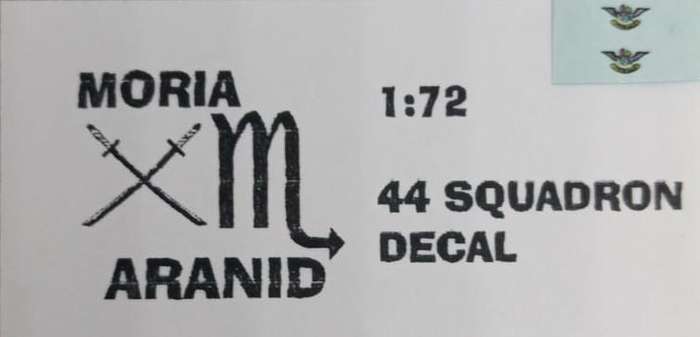 MORIA
ARANID
1:72
44 SQUADRON
DECAL